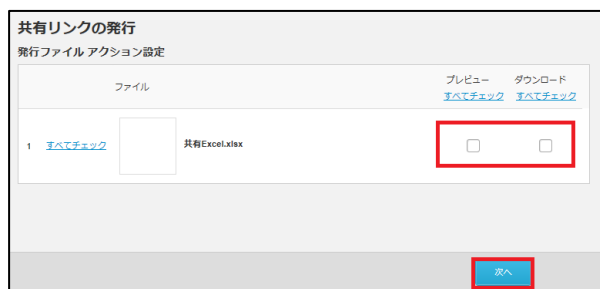 共有リンクの発行
発行ファイル アクション設定
ファイル プレビュー ダウンロード
すべてチェック すべてチェック
1 すべてチェック 共有Excel.xlsx
次へ